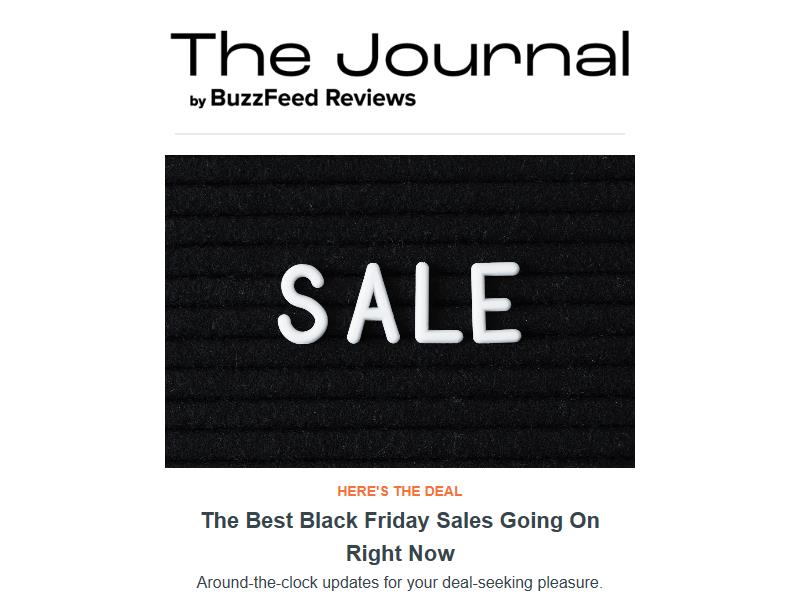 The Journal
by BuzzFeed Reviews
SALE
HERE'S THE DEAL
The Best Black Friday Sales Going On
Right Now
Around-the-clock updates for your deal-seeking pleasure.